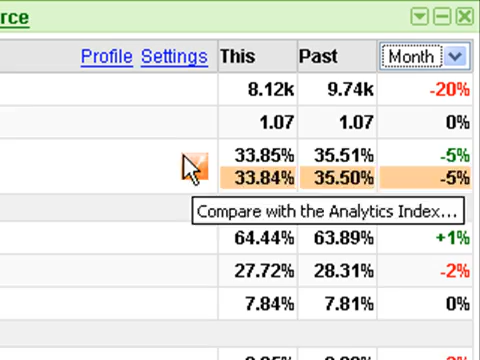 rce
Profile Settings This Past Month
8.12k 9.74k -20%
1.07 1.07 0%
33.85% 35.51% -5%
33.84% 35.50% -5%
Compare with the Analytics Index...
64.44% 63.89% +1%
27.72% 28.31% -2%
7.84% 7.81% 0%